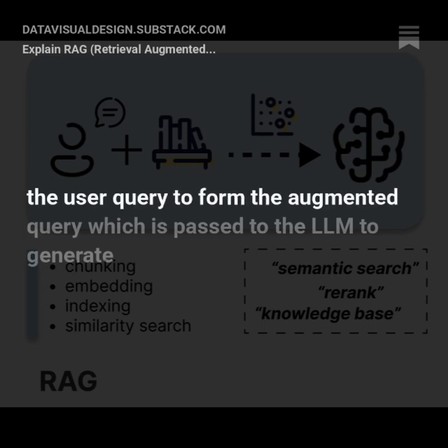 DATAVISUALDESIGN.SUBSTACK.COM
Explain RAG (Retrieval Augmented...
the user query to form the augmented
query which is passed to the LLM to
generate
• chunking
• embedding
• indexing
• similarity search
“semantic search”
“rerank”
“knowledge base”
RAG